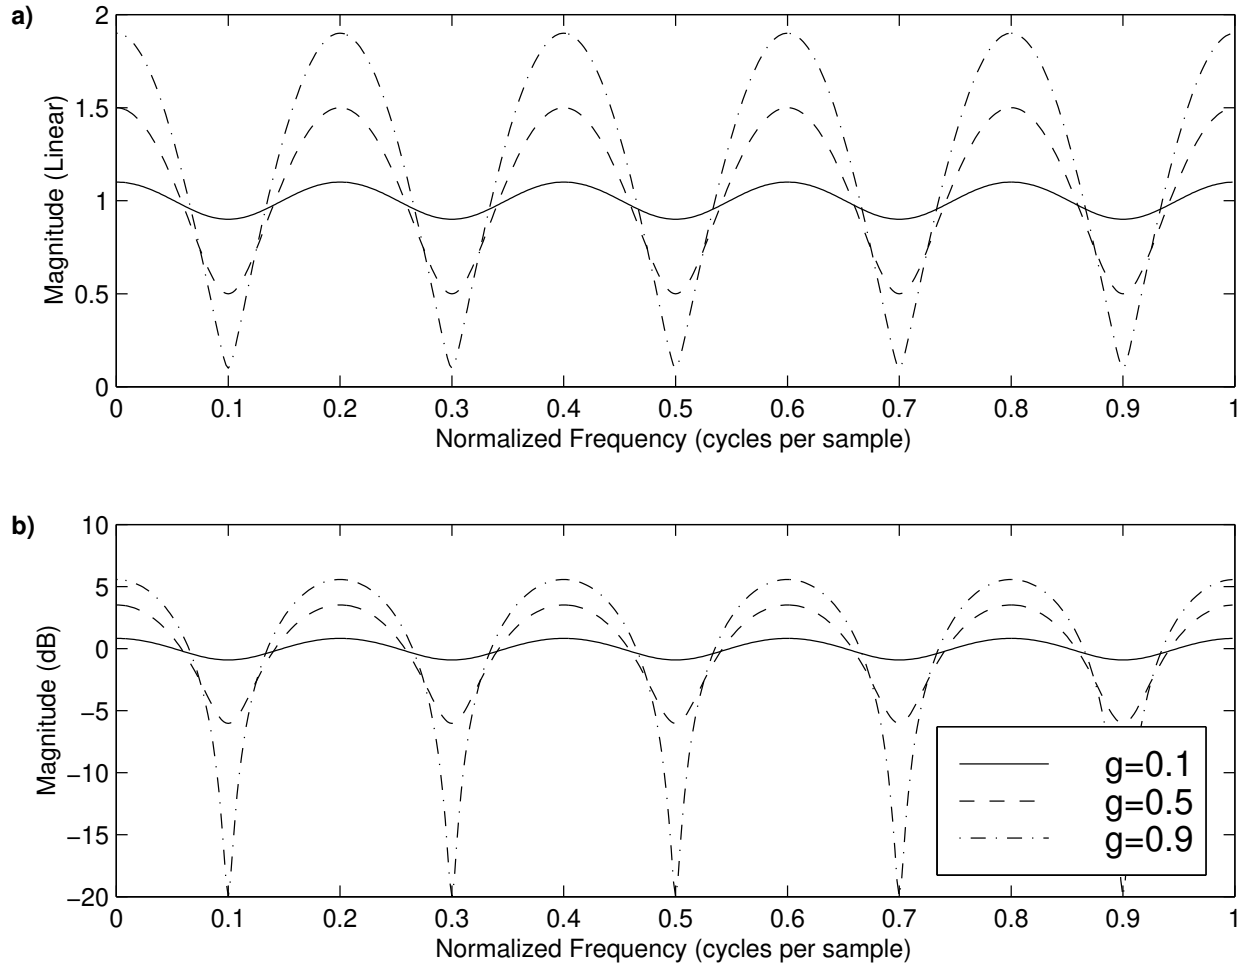 a)
Magnitude (Linear)
2
1.5
1
0.5
0
0 0.1 0.2 0.3 0.4 0.5 0.6 0.7 0.8 0.9 1
Normalized Frequency (cycles per sample)
b)
Magnitude (dB)
10
5
0
−5
−10
−15
−20
g=0.1
g=0.5
g=0.9
0 0.1 0.2 0.3 0.4 0.5 0.6 0.7 0.8 0.9 1
Normalized Frequency (cycles per sample)